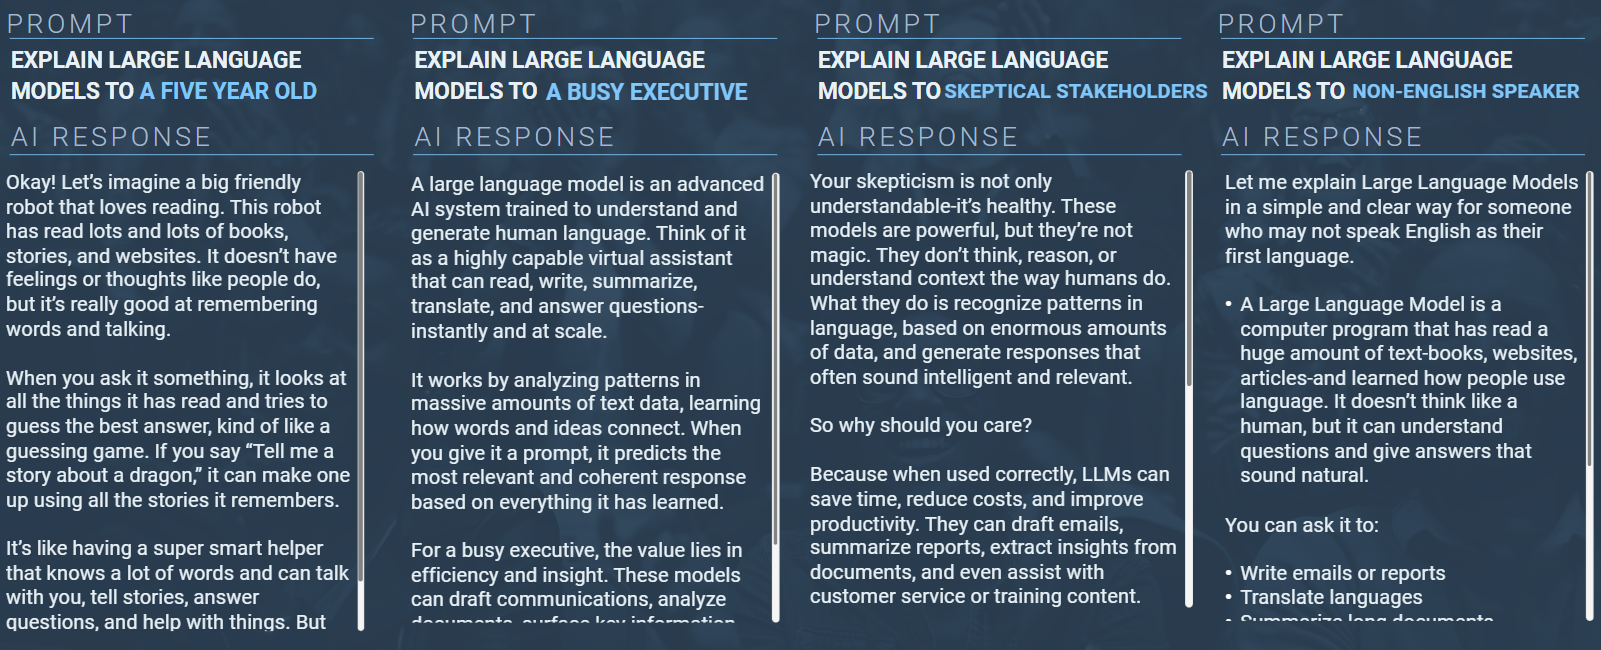 PROMPT
EXPLAIN LARGE LANGUAGE
MODELS TO A FIVE YEAR OLD
AI RESPONSE
Okay! Let's imagine a big friendly
robot that loves reading. This robot
has read lots and lots of books,
stories, and websites. It doesn't have
feelings or thoughts like people do,
but it's really good at remembering
words and talking.
When you ask it something, it looks at
all the things it has read and tries to
guess the best answer, kind of like a
guessing game. If you say “Tell me a
story about a dragon,” it can make one
up using all the stories it remembers.
It's like having a super smart helper
that knows a lot of words and can talk
with you, tell stories, answer
questions, and help with things. But
PROMPT
EXPLAIN LARGE LANGUAGE
MODELS TO A BUSY EXECUTIVE
AI RESPONSE
A large language model is an advanced
AI system trained to understand and
generate human language. Think of it
as a highly capable virtual assistant
that can read, write, summarize,
translate, and answer questions-
instantly and at scale.
It works by analyzing patterns in
massive amounts of text data, learning
how words and ideas connect. When
you give it a prompt, it predicts the
most relevant and coherent response
based on everything it has learned.
For a busy executive, the value lies in
efficiency and insight. These models
can draft communications, analyze
documents, surface key information
PROMPT
EXPLAIN LARGE LANGUAGE
MODELS TO SKEPTICAL STAKEHOLDERS
AI RESPONSE
Your skepticism is not only
understandable-it's healthy. These
models are powerful, but they're not
magic. They don't think, reason, or
understand context the way humans do.
What they do is recognize patterns in
language, based on enormous amounts
of data, and generate responses that
often sound intelligent and relevant.
So why should you care?
Because when used correctly, LLMs can
save time, reduce costs, and improve
productivity. They can draft emails,
summarize reports, extract insights from
documents, and even assist with
customer service or training content.
PROMPT
EXPLAIN LARGE LANGUAGE
MODELS TO NON-ENGLISH SPEAKER
AI RESPONSE
Let me explain Large Language Models
in a simple and clear way for someone
who may not speak English as their
first language.
• A Large Language Model is a
computer program that has read a
huge amount of text-books, websites,
articles-and learned how people use
language. It doesn't think like a
human, but it can understand
questions and give answers that
sound natural.
You can ask it to:
• Write emails or reports
• Translate languages
• Summarize long documents